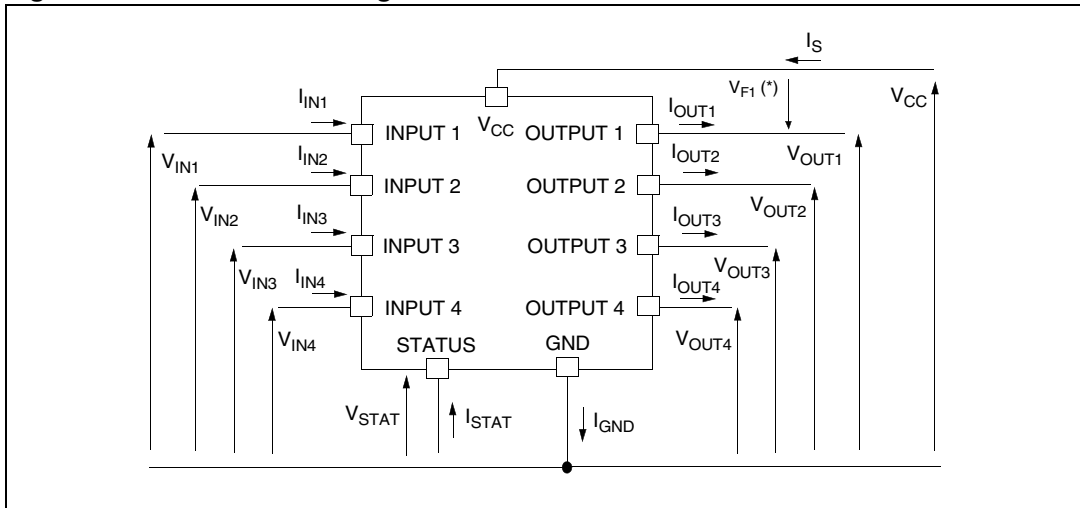 I_S
V_F1 (*)
V_CC
I_IN1
V_CC
I_OUT1
INPUT 1
OUTPUT 1
V_IN1
I_IN2
I_OUT2
V_OUT1
INPUT 2
OUTPUT 2
V_IN2
I_IN3
I_OUT3
V_OUT2
INPUT 3
OUTPUT 3
V_IN3
I_IN4
I_OUT4
V_OUT3
INPUT 4
OUTPUT 4
V_IN4
STATUS
GND
V_OUT4
V_STAT
I_STAT
I_GND